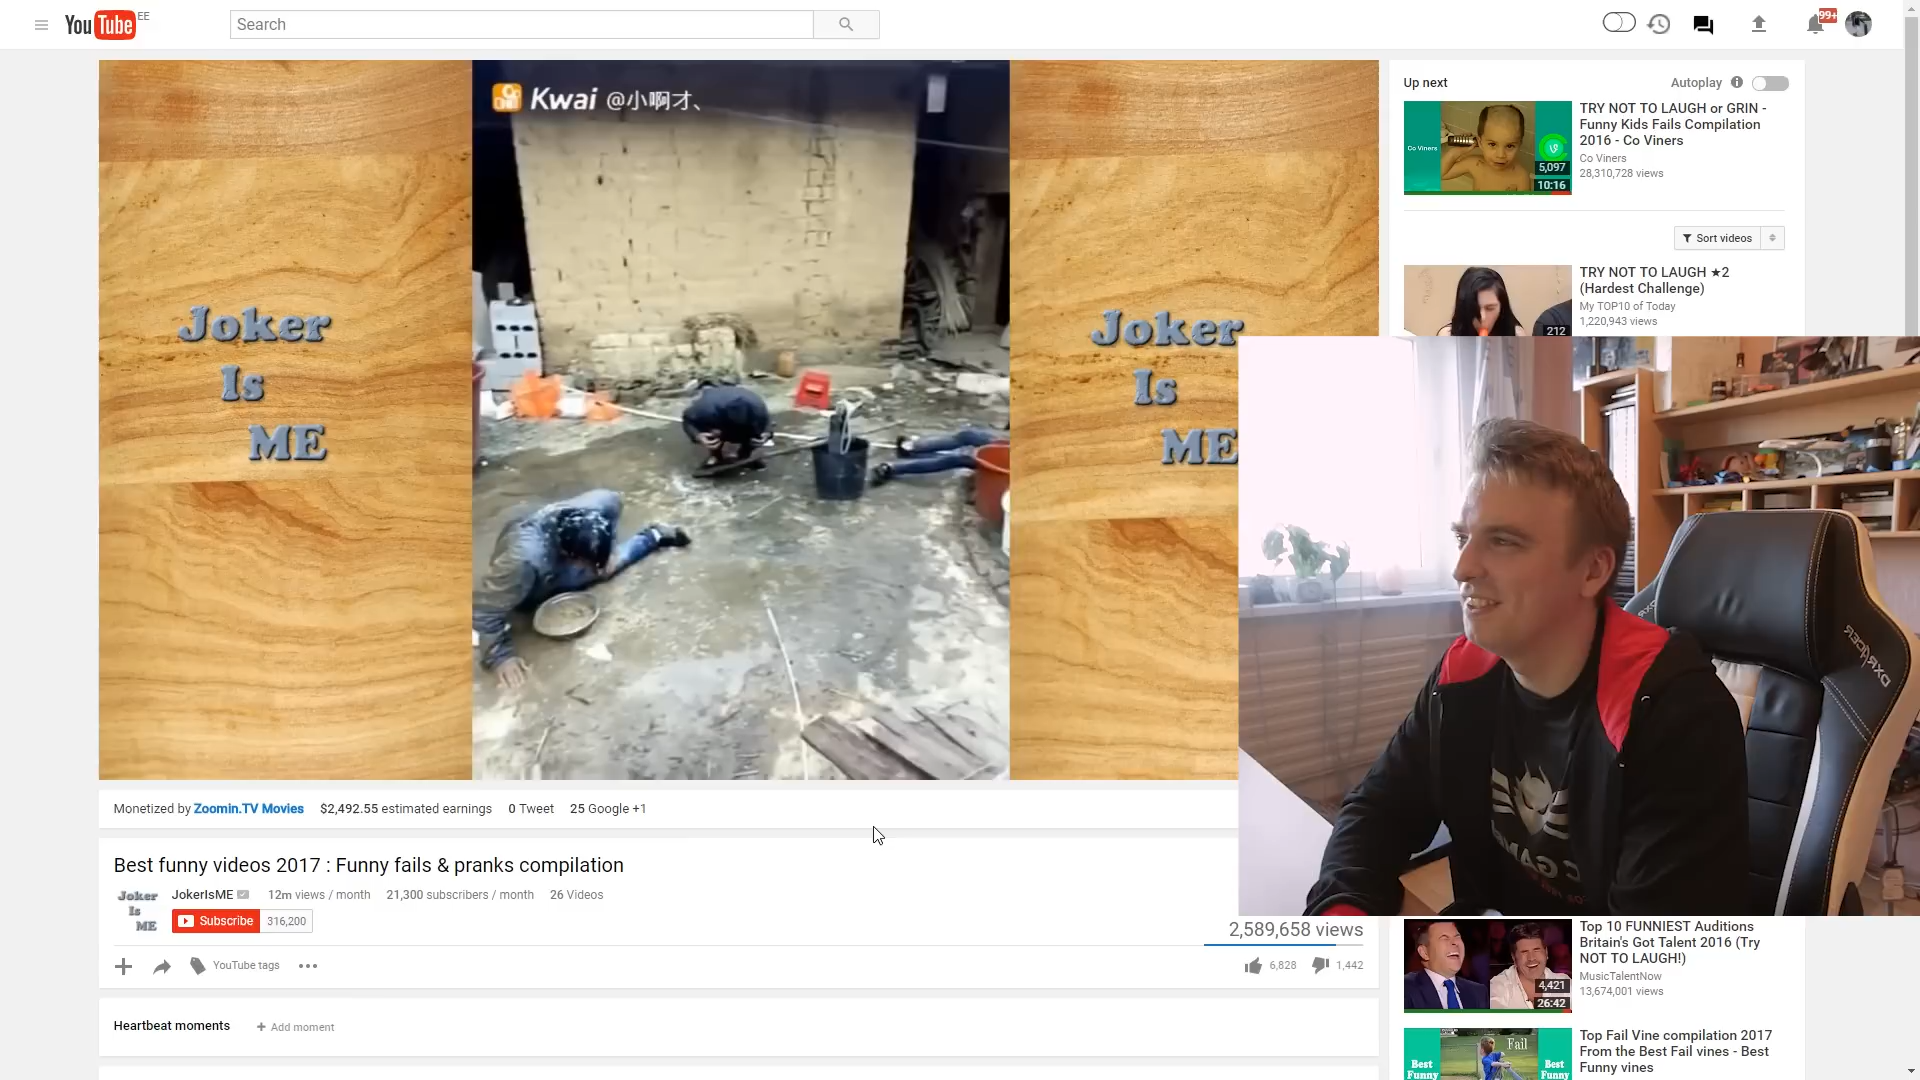 YouTube EE
Search
99+
Kwai @小啊才、
Joker
Is
ME
Joker
Is
ME
Up next
Autoplay
Co Viners
5,097
10:16
TRY NOT TO LAUGH or GRIN -
Funny Kids Fails Compilation
2016 - Co Viners
Co Viners
28,310,728 views
Sort videos
212
TRY NOT TO LAUGH ★2
(Hardest Challenge)
My TOP10 of Today
1,220,943 views
DXRACER
Monetized by Zoomin.TV Movies $2,492.55 estimated earnings 0 Tweet 25 Google +1
Best funny videos 2017 : Funny fails & pranks compilation
Joker
Is
ME
JokerIsME 12m views / month 21,300 subscribers / month 26 Videos
Subscribe 316,200
2,589,658 views
YouTube tags
6,828 1,442
Heartbeat moments + Add moment
4,421
26:42
Top 10 FUNNIEST Auditions
Britain's Got Talent 2016 (Try
NOT TO LAUGH!)
MusicTalentNow
13,674,001 views
Fail
Best
Funny
Best
Funny
Top Fail Vine compilation 2017
From the Best Fail vines - Best
Funny vines